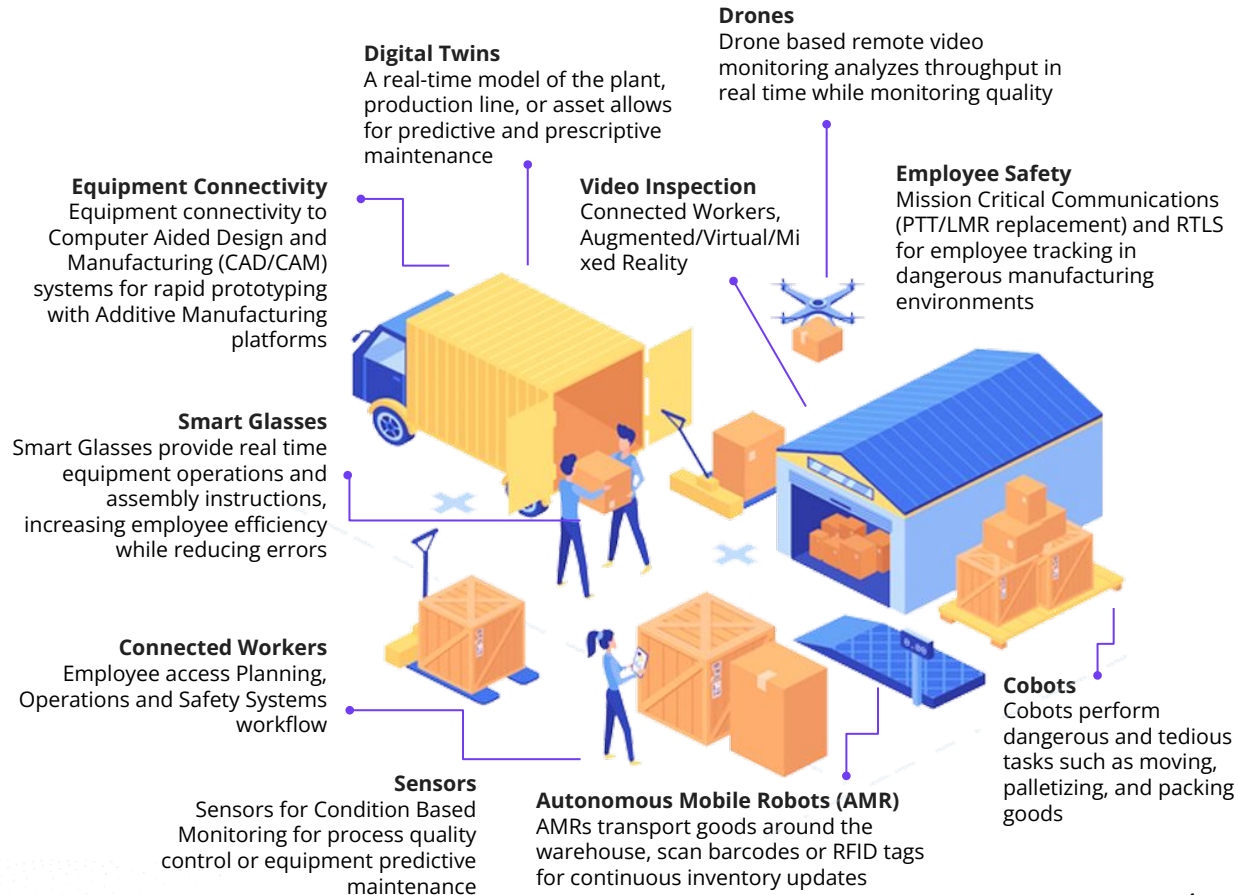 Drones
Drone based remote video
monitoring analyzes throughput in
real time while monitoring quality
Digital Twins
A real-time model of the plant,
production line, or asset allows
for predictive and prescriptive
maintenance
Equipment Connectivity
Equipment connectivity to
Computer Aided Design and
Manufacturing (CAD/CAM)
systems for rapid prototyping
with Additive Manufacturing
platforms
Video Inspection
Connected Workers,
Augmented/Virtual/Mi
xed Reality
Employee Safety
Mission Critical Communications
(PTT/LMR replacement) and RTLS
for employee tracking in
dangerous manufacturing
environments
Smart Glasses
Smart Glasses provide real time
equipment operations and
assembly instructions,
increasing employee efficiency
while reducing errors
Connected Workers
Employee access Planning,
Operations and Safety Systems
workflow
Sensors
Sensors for Condition Based
Monitoring for process quality
control or equipment predictive
maintenance
Autonomous Mobile Robots (AMR)
AMRs transport goods around the
warehouse, scan barcodes or RFID tags
for continuous inventory updates
Cobots
Cobots perform
dangerous and tedious
tasks such as moving,
palletizing, and packing
goods